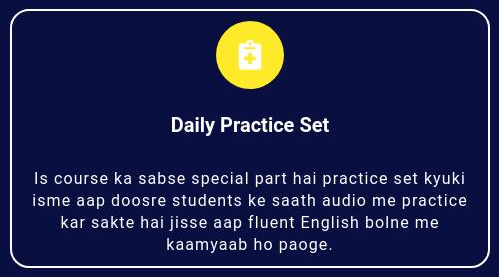 Daily Practice Set
Is course ka sabse special part hai practice set kyuki
isme aap doosre students ke saath audio me practice
kar sakte hai jisse aap fluent English bolne me
kaamyaab ho paoge.